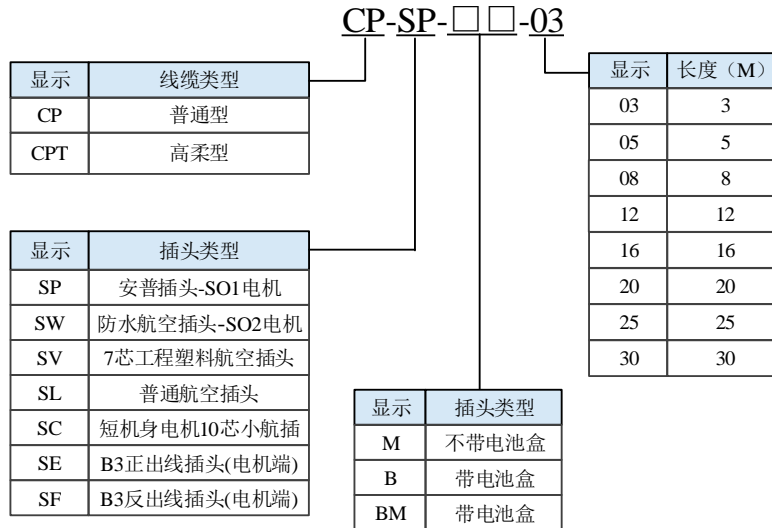 CP-SP-□□-03
显示 线缆类型
CP 普通型
CPT 高柔型
显示 长度（M）
03 3
05 5
08 8
12 12
16 16
20 20
25 25
30 30
显示 插头类型
SP 安普插头-SO1电机
SW 防水航空插头-SO2电机
SV 7芯工程塑料航空插头
SL 普通航空插头
SC 短机身电机10芯小航插
SE B3正出线插头(电机端)
SF B3反出线插头(电机端)
显示 插头类型
M 不带电池盒
B 带电池盒
BM 带电池盒